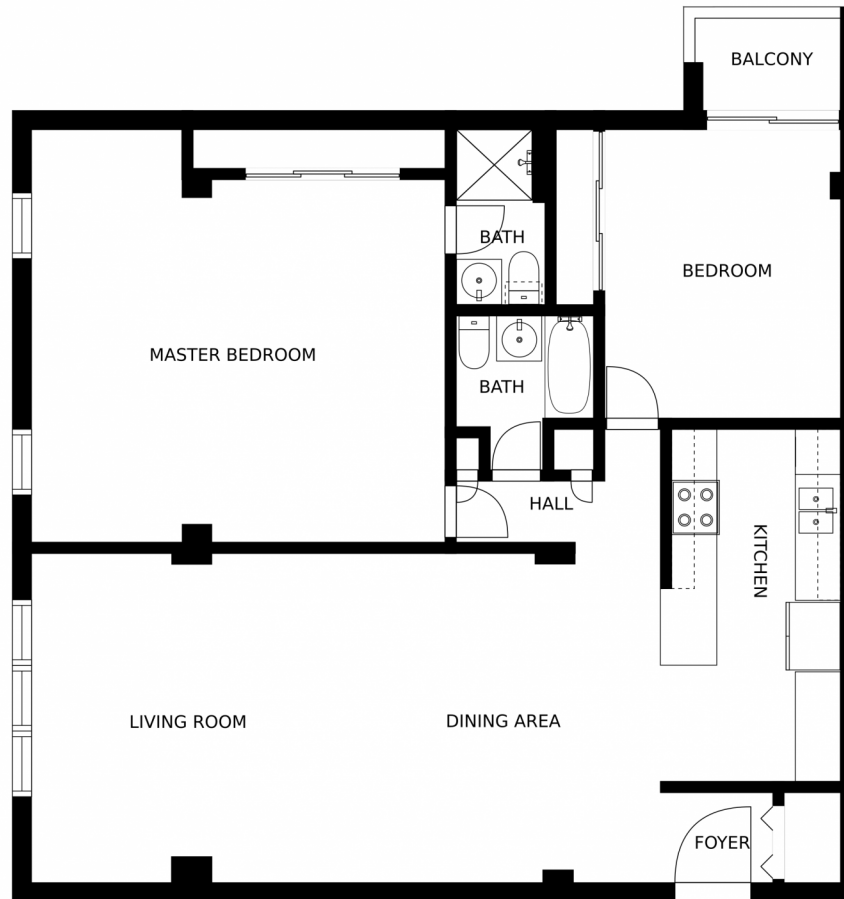 BALCONY
BATH
BEDROOM
MASTER BEDROOM
BATH
HALL
KITCHEN
LIVING ROOM
DINING AREA
FOYER